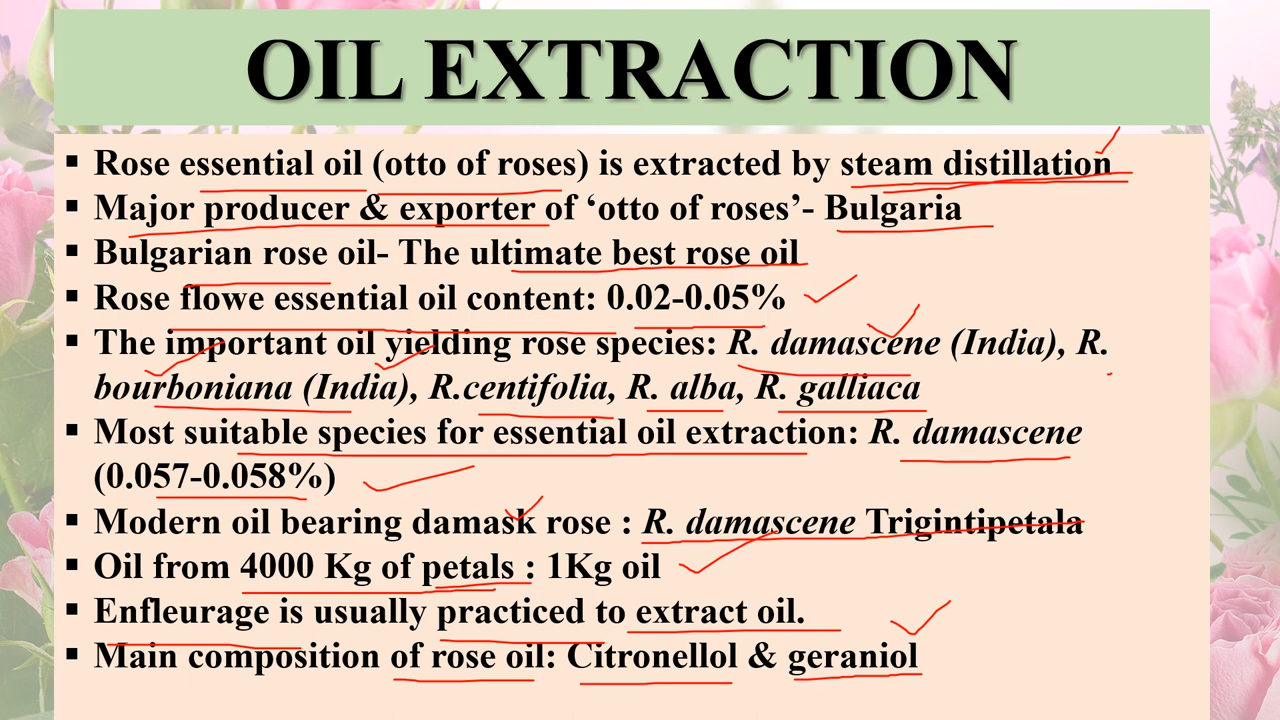 OIL EXTRACTION
▪ Rose essential oil (otto of roses) is extracted by steam distillation
▪ Major producer & exporter of ‘otto of roses’- Bulgaria
▪ Bulgarian rose oil- The ultimate best rose oil
▪ Rose flowe essential oil content: 0.02-0.05%
▪ The important oil yielding rose species: R. damascene (India), R.
bourboniana (India), R.centifolia, R. alba, R. galliaca
▪ Most suitable species for essential oil extraction: R. damascene
(0.057-0.058%)
▪ Modern oil bearing damask rose : R. damascene Trigintipetala
▪ Oil from 4000 Kg of petals : 1Kg oil
▪ Enfleurage is usually practiced to extract oil.
▪ Main composition of rose oil: Citronellol & geraniol